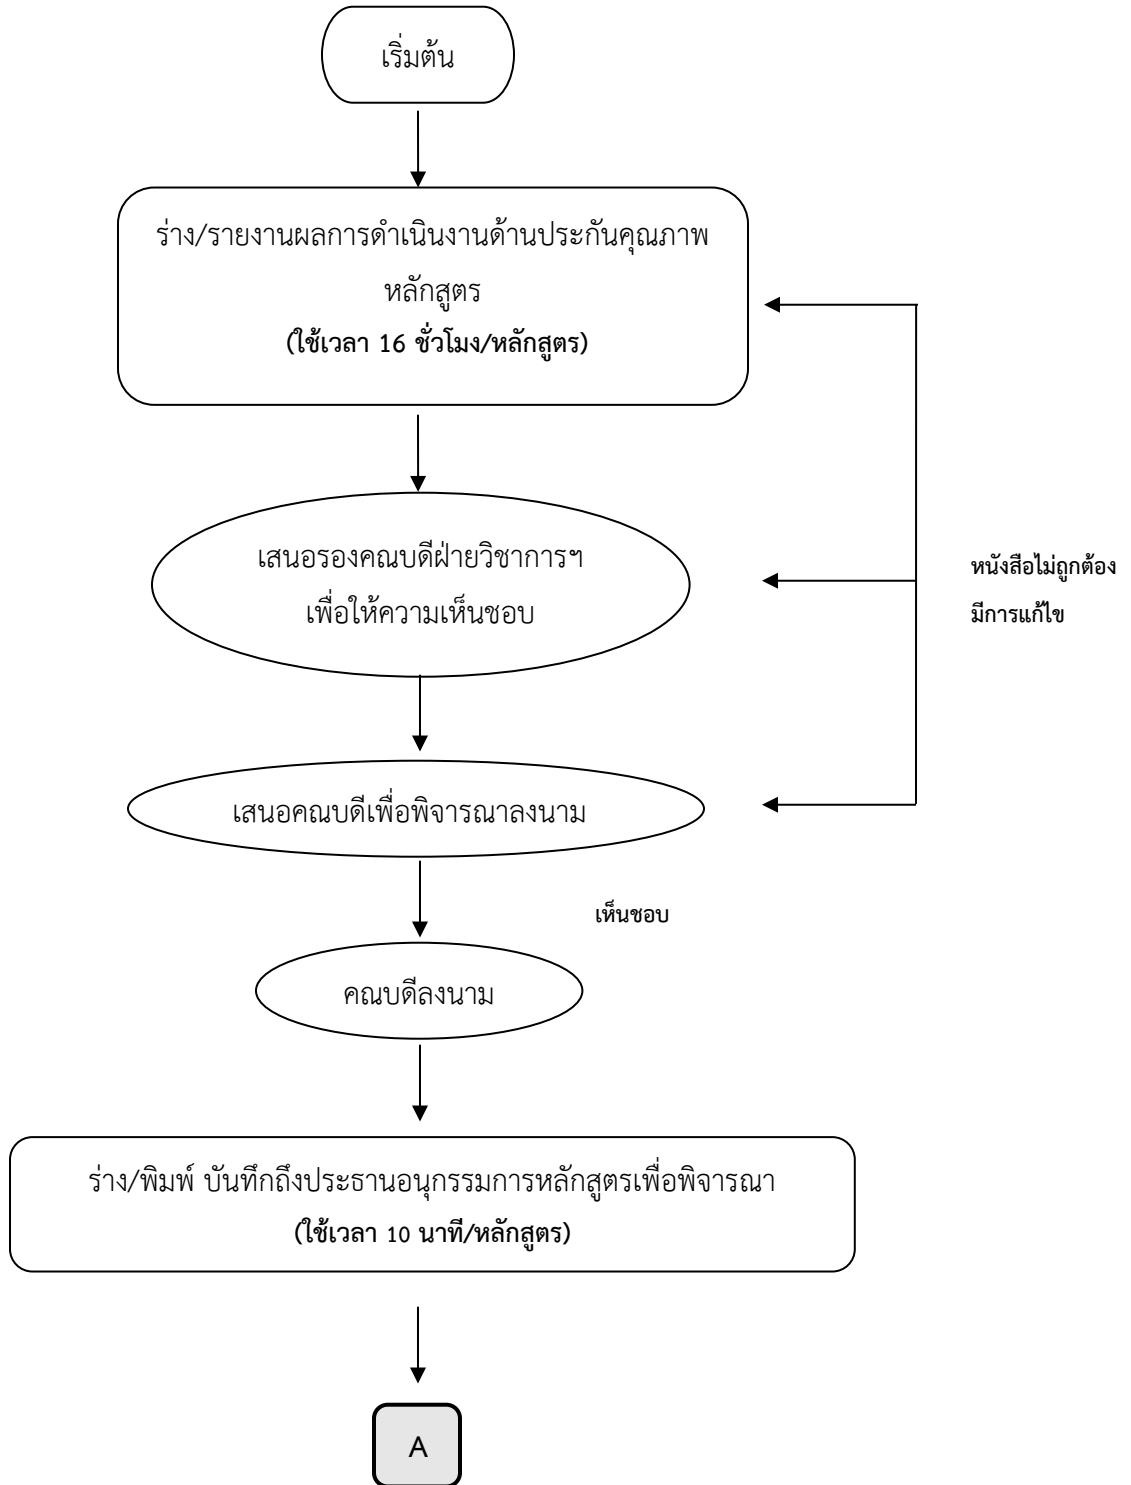 เริ่มต้น
ร่าง/รายงานผลการดำเนินงานด้านประกันคุณภาพ
หลักสูตร
(ใช้เวลา 16 ชั่วโมง/หลักสูตร)
เสนอรองคณบดีฝ่ายวิชาการฯ
เพื่อให้ความเห็นชอบ
หนังสือไม่ถูกต้อง
มีการแก้ไข
เสนอคณบดีเพื่อพิจารณาลงนาม
เห็นชอบ
คณบดีลงนาม
ร่าง/พิมพ์ บันทึกถึงประธานอนุกรรมการหลักสูตรเพื่อพิจารณา
(ใช้เวลา 10 นาที/หลักสูตร)
A